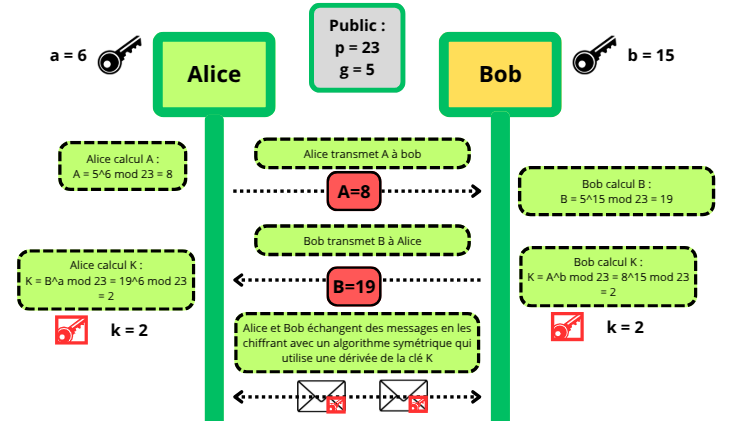 Public :
p = 23
g = 5
a = 6
Alice
Bob
b = 15
Alice calcul A :
A = 5^6 mod 23 = 8
Alice transmet A à bob
A=8
Bob calcul B :
B = 5^15 mod 23 = 19
Bob transmet B à Alice
B=19
Alice calcul K :
K = B^a mod 23 = 19^6 mod 23
= 2
k = 2
Bob calcul K :
K = A^b mod 23 = 8^15 mod 23
= 2
k = 2
Alice et Bob échangent des messages en les
chiffrant avec un algorithme symétrique qui
utilise une dérivée de la clé K